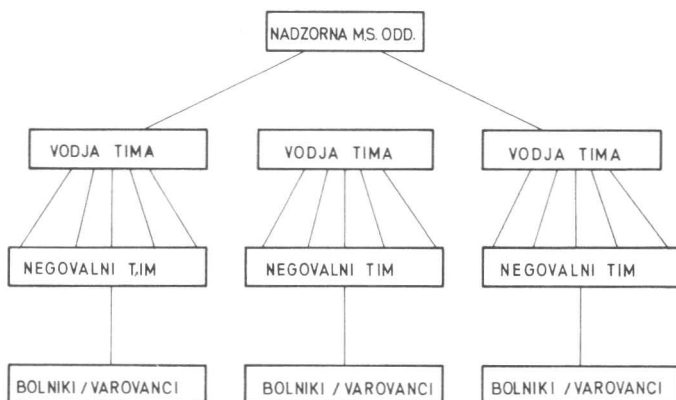 NADZORNA M.S. ODD.
VODJA TIMA
VODJA TIMA
VODJA TIMA
NEGOVALNI T,IM
NEGOVALNI TIM
NEGOVALNI TIM
BOLNIKI / VAROVANCI
BOLNIKI / VAROVANCI
BOLNIKI / VAROVANCI